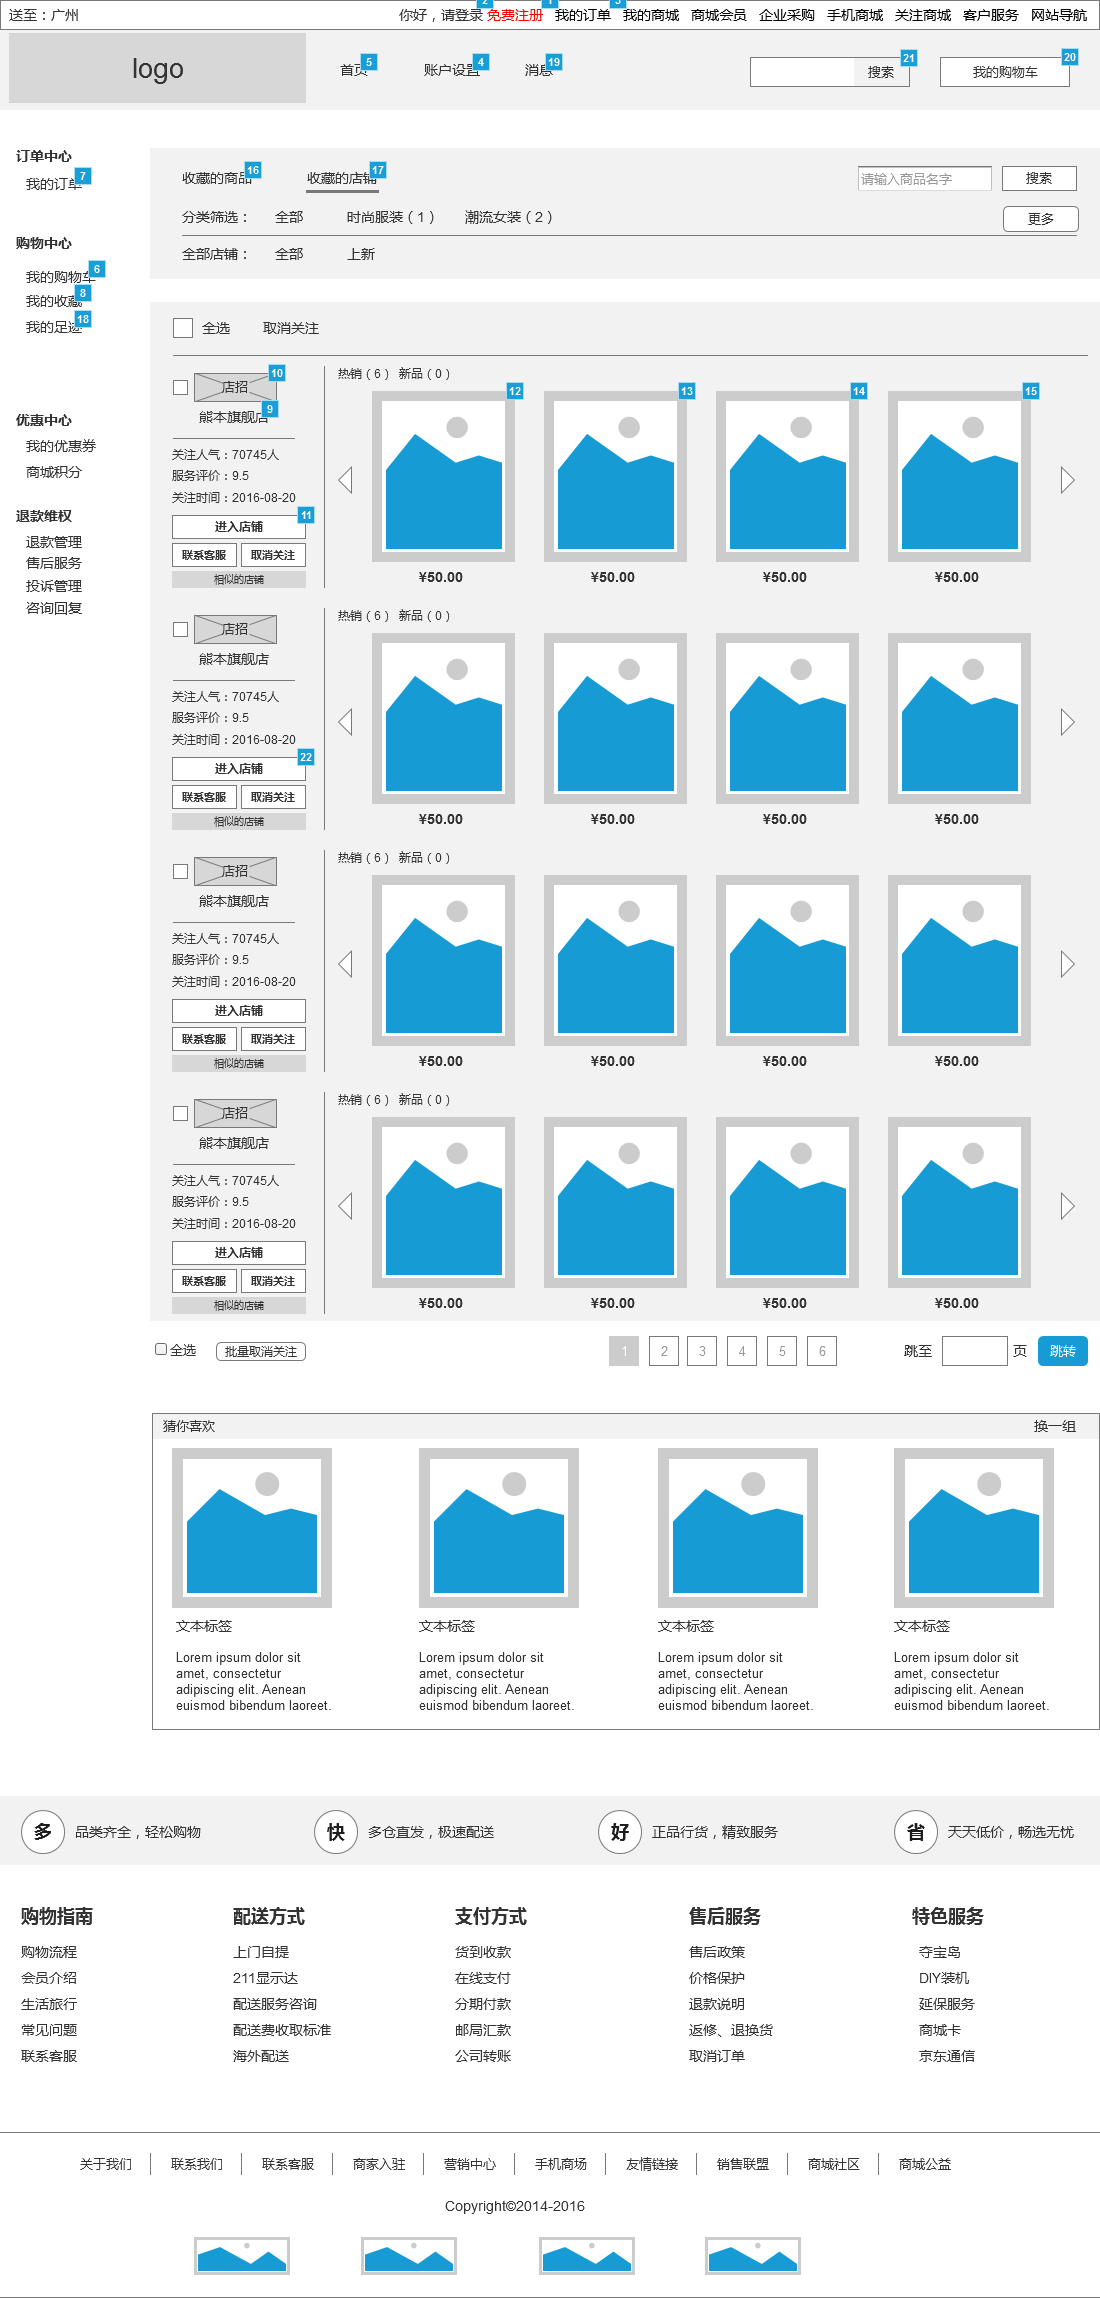 送至：广州 你好，请登录 2 免费注册 1 我的订单 3 我的商城 商城会员 企业采购 手机商城 关注商城 客户服务 网站导航
logo 首页 5 账户设置 4 消息 19 搜索 21 我的购物车 20
订单中心
我的订单 7
购物中心
我的购物车 6
我的收藏 8
我的足迹 18
优惠中心
我的优惠券
商城积分
退款维权
退款管理
售后服务
投诉管理
咨询回复
收藏的商品 16 收藏的店铺 17 请输入商品名字 搜索
分类筛选： 全部 时尚服装（1） 潮流女装（2） 更多
全部店铺： 全部 上新
全选 取消关注
店招 10
熊本旗舰店 9
关注人气：70745人
服务评价：9.5
关注时间：2016-08-20
进入店铺 11
联系客服 取消关注
相似的店铺
热销（6） 新品（0）
12 13 14 15
¥50.00 ¥50.00 ¥50.00 ¥50.00
店招
熊本旗舰店
关注人气：70745人
服务评价：9.5
关注时间：2016-08-20
进入店铺 22
联系客服 取消关注
相似的店铺
热销（6） 新品（0）
¥50.00 ¥50.00 ¥50.00 ¥50.00
店招
熊本旗舰店
关注人气：70745人
服务评价：9.5
关注时间：2016-08-20
进入店铺
联系客服 取消关注
相似的店铺
热销（6） 新品（0）
¥50.00 ¥50.00 ¥50.00 ¥50.00
店招
熊本旗舰店
关注人气：70745人
服务评价：9.5
关注时间：2016-08-20
进入店铺
联系客服 取消关注
相似的店铺
热销（6） 新品（0）
¥50.00 ¥50.00 ¥50.00 ¥50.00
全选 批量取消关注 1 2 3 4 5 6 跳至 页 跳转
猜你喜欢 换一组
文本标签 文本标签 文本标签 文本标签
Lorem ipsum dolor sit Lorem ipsum dolor sit Lorem ipsum dolor sit Lorem ipsum dolor sit
amet, consectetur amet, consectetur amet, consectetur amet, consectetur
adipiscing elit. Aenean adipiscing elit. Aenean adipiscing elit. Aenean adipiscing elit. Aenean
euismod bibendum laoreet. euismod bibendum laoreet. euismod bibendum laoreet. euismod bibendum laoreet.
多 品类齐全，轻松购物 快 多仓直发，极速配送 好 正品行货，精致服务 省 天天低价，畅选无忧
购物指南 配送方式 支付方式 售后服务 特色服务
购物流程 上门自提 货到收款 售后政策 夺宝岛
会员介绍 211显示达 在线支付 价格保护 DIY装机
生活旅行 配送服务咨询 分期付款 退款说明 延保服务
常见问题 配送费收取标准 邮局汇款 返修、退换货 商城卡
联系客服 海外配送 公司转账 取消订单 京东通信
关于我们 联系我们 联系客服 商家入驻 营销中心 手机商场 友情链接 销售联盟 商城社区 商城公益
Copyright©2014-2016